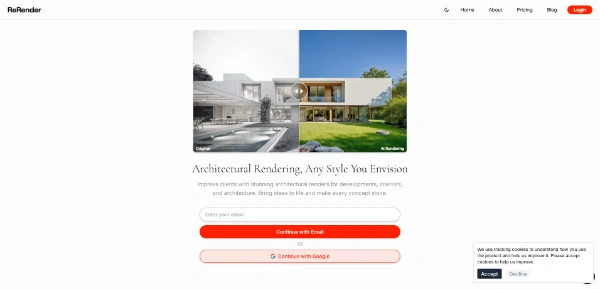 ReRender
Home
About
Pricing
Blog
Login
Original
AI Rendering
Architectural Rendering, Any Style You Envision
Impress clients with stunning architectural renders for developments, interiors,
and architecture. Bring ideas to life and make every concept shine.
Enter your email
Continue with Email
OR
Continue with Google
We use tracking cookies to understand how you use
the product and help us improve it. Please accept
cookies to help us improve.
Accept
Decline